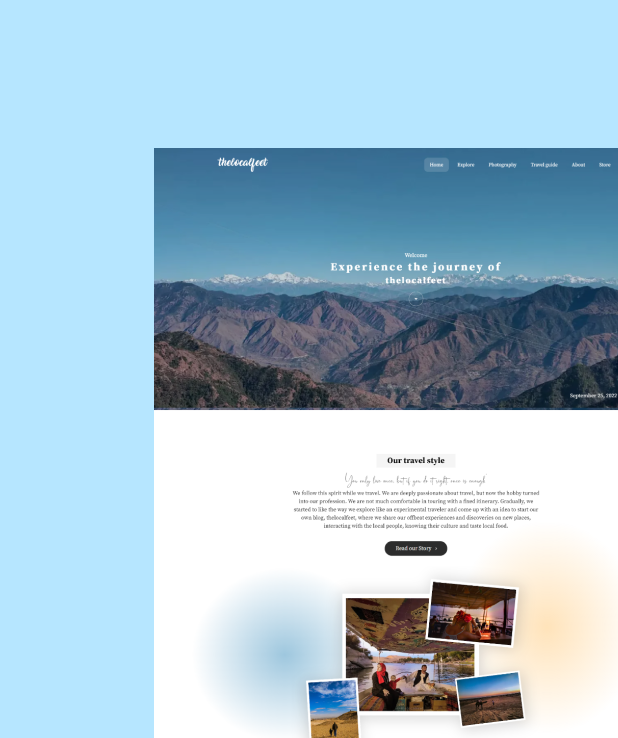 thelocalfeet
Home Explore Photography Travel guide About Store
Welcome
Experience the journey of
thelocalfeet
September 25, 2022
Our travel style
You only live once, but if you do it right, once is enough
We follow this spirit while we travel. We are deeply passionate about travel, but now the hobby turned
into our profession. We are not much comfortable in touring with a fixed itinerary. Gradually, we
started to like the way we explore like an experimental traveler and come up with an idea to start our
own blog, thelocalfeet, where we share our offbeat experiences and discoveries on new places,
interacting with the local people, knowing their culture and taste local food.
Read our Story ›